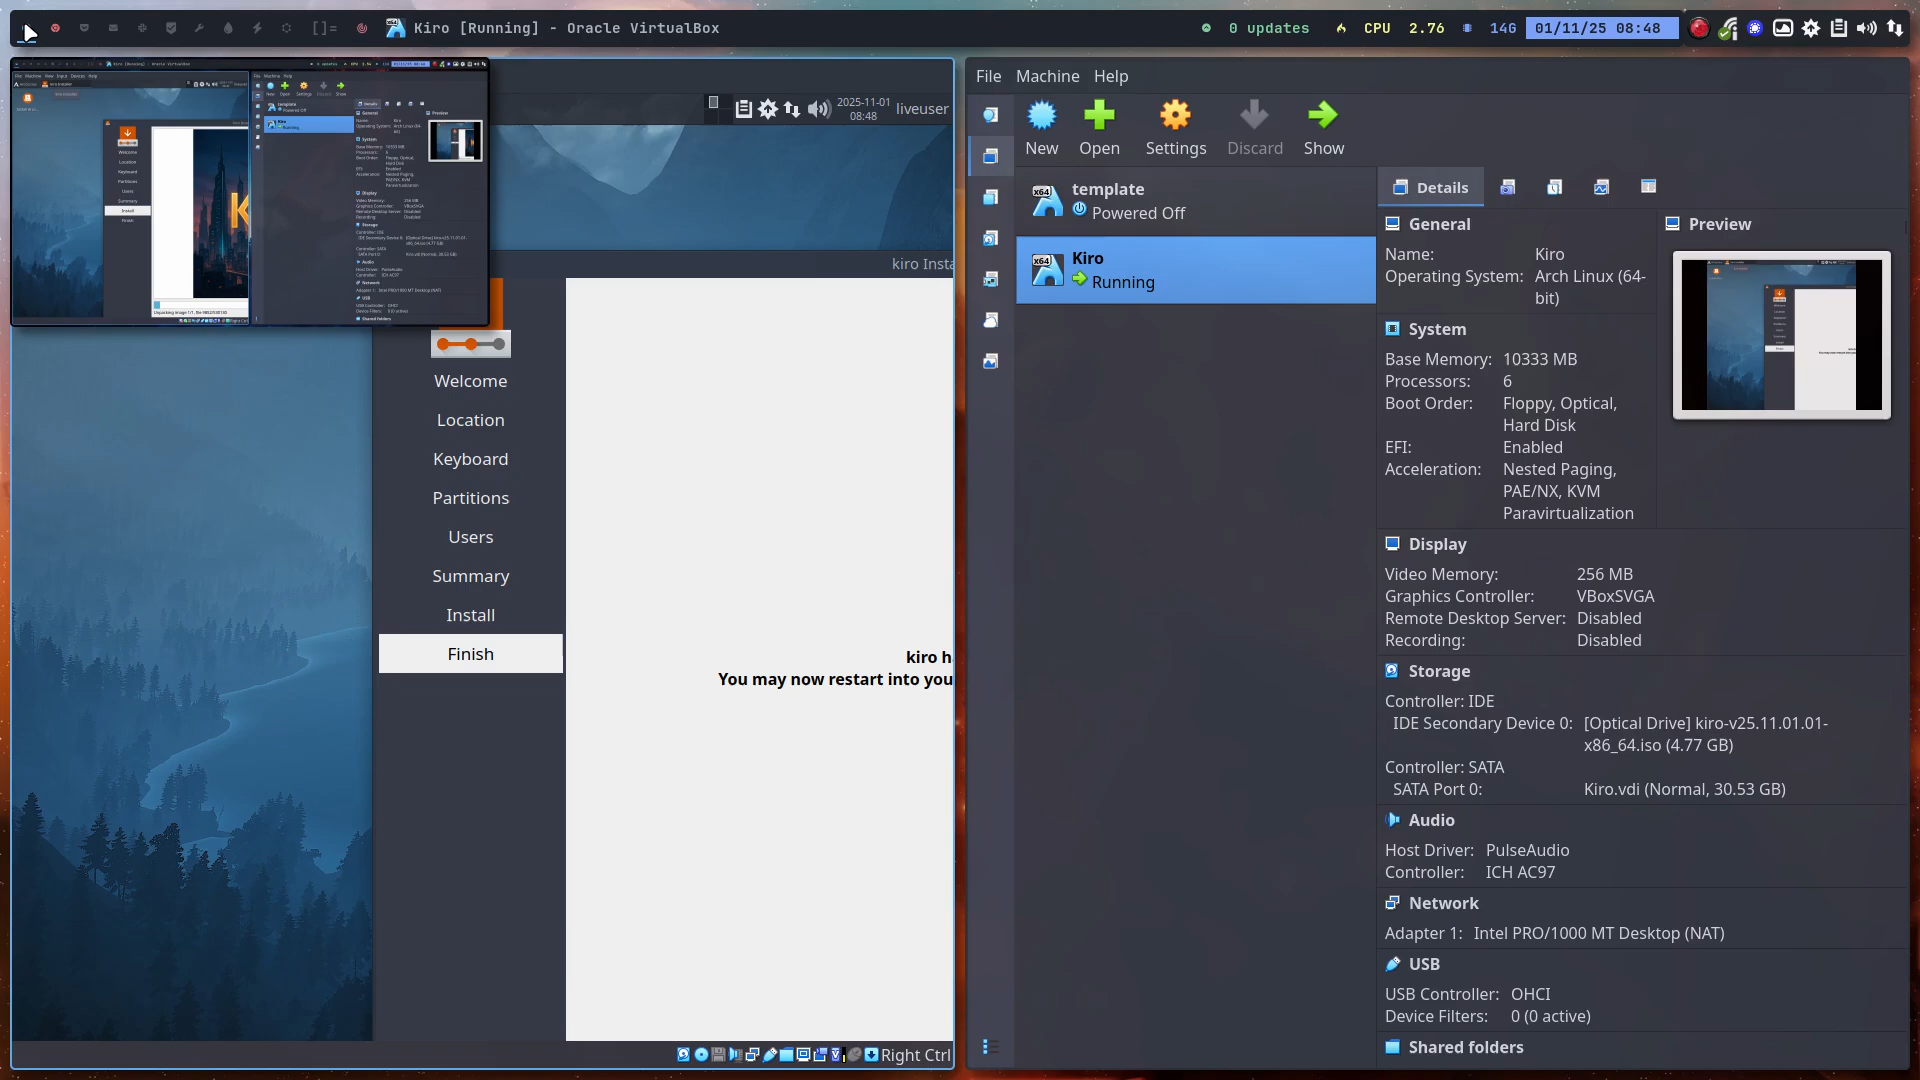 []=
Kiro [Running] - Oracle VirtualBox
0 updates
CPU 2.76
14G
01/11/25 08:48
2025-11-01
08:48
liveuser
kiro Insta
Welcome
Location
Keyboard
Partitions
Users
Summary
Install
Finish
kiro h
You may now restart into you
Right Ctrl
File Machine Help
New Open Settings Discard Show
template
Powered Off
Kiro
Running
Details
General
Name: Kiro
Operating System: Arch Linux (64-
bit)
Preview
System
Base Memory: 10333 MB
Processors: 6
Boot Order: Floppy, Optical,
Hard Disk
EFI: Enabled
Acceleration: Nested Paging,
PAE/NX, KVM
Paravirtualization
Display
Video Memory: 256 MB
Graphics Controller: VBoxSVGA
Remote Desktop Server: Disabled
Recording: Disabled
Storage
Controller: IDE
IDE Secondary Device 0: [Optical Drive] kiro-v25.11.01.01-
x86_64.iso (4.77 GB)
Controller: SATA
SATA Port 0: Kiro.vdi (Normal, 30.53 GB)
Audio
Host Driver: PulseAudio
Controller: ICH AC97
Network
Adapter 1: Intel PRO/1000 MT Desktop (NAT)
USB
USB Controller: OHCI
Device Filters: 0 (0 active)
Shared folders